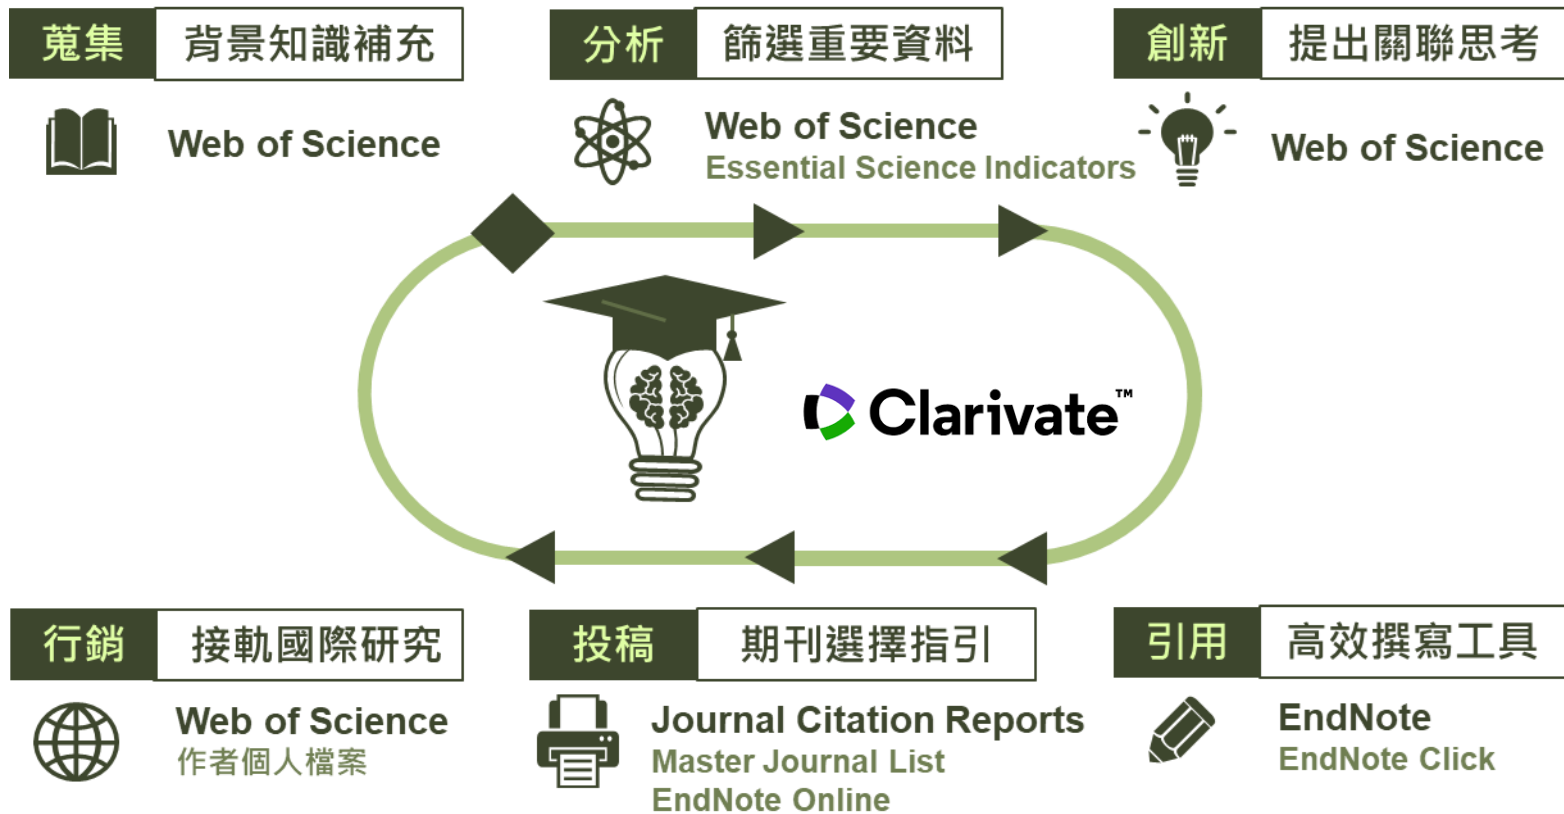 蒐集 背景知識補充
Web of Science
分析 篩選重要資料
Web of Science
Essential Science Indicators
創新 提出關聯思考
Web of Science
Clarivate™
行銷 接軌國際研究
Web of Science
作者個人檔案
投稿 期刊選擇指引
Journal Citation Reports
Master Journal List
EndNote Online
引用 高效撰寫工具
EndNote
EndNote Click